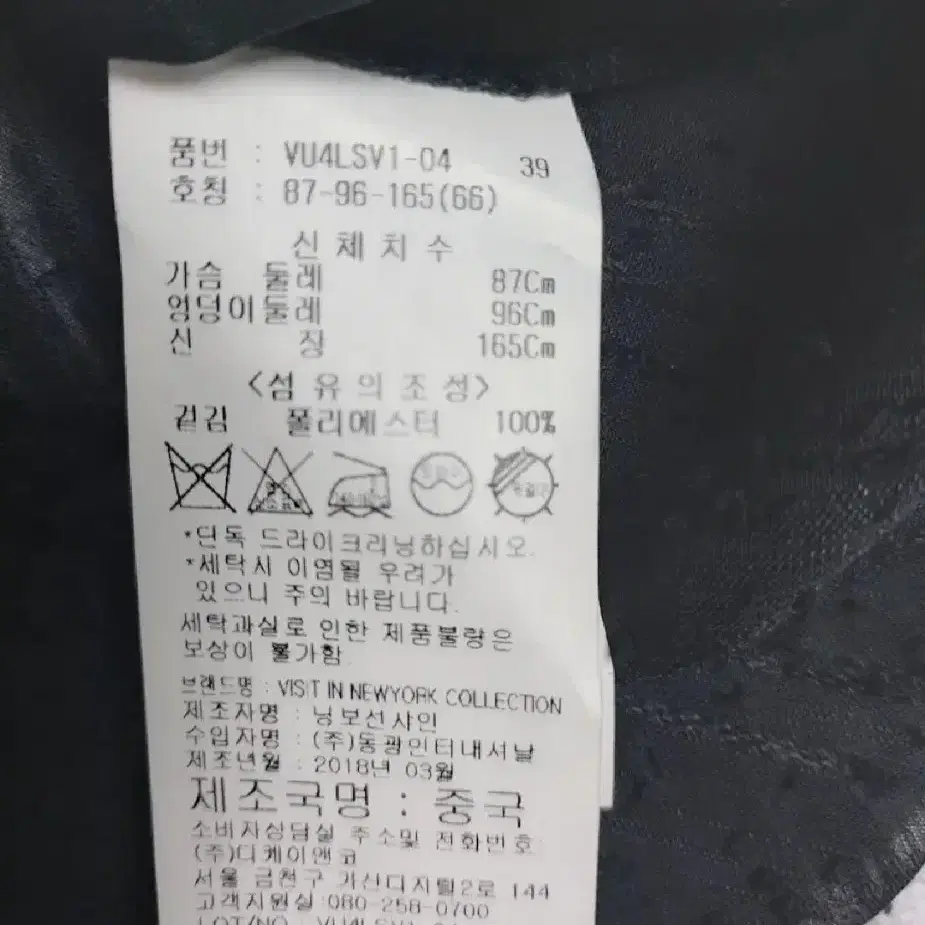 품번 : VU4LSV1-04 39
호칭 : 87-96-165(66)
신체치수
가슴 둘레 87Cm
엉덩이둘레 96Cm
신 장 165Cm
<섬유의조성>
겉감 폴리에스터 100%
*단독 드라이크리닝하십시오.
*세탁시 이염될 우려가
있으니 주의 바랍니다.
세탁과실로 인한 제품불량은
보상이 불가함.
브랜드명 : VISIT IN NEWYORK COLLECTION
제조자명 : 닝보선샤인
수입자명 : (주)동광인터내셔날
제조년월 : 2018년 03월
제조국명 : 중국
소비자상담실 주소및 전화번호
(주)디케이앤코
서울 금천구 가산디지털2로 144
고객지원실 :080-258-0700
LOT/NO : VU4LSV1-04